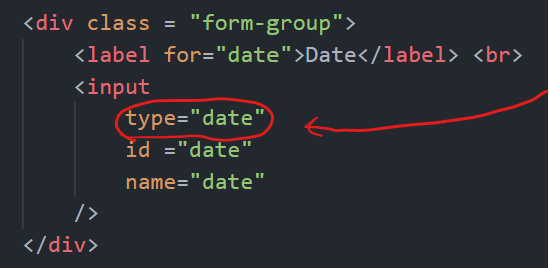 <div class = "form-group">
<label for="date">Date</label> <br>
<input
type="date"
id ="date"
name="date"
/>
</div>